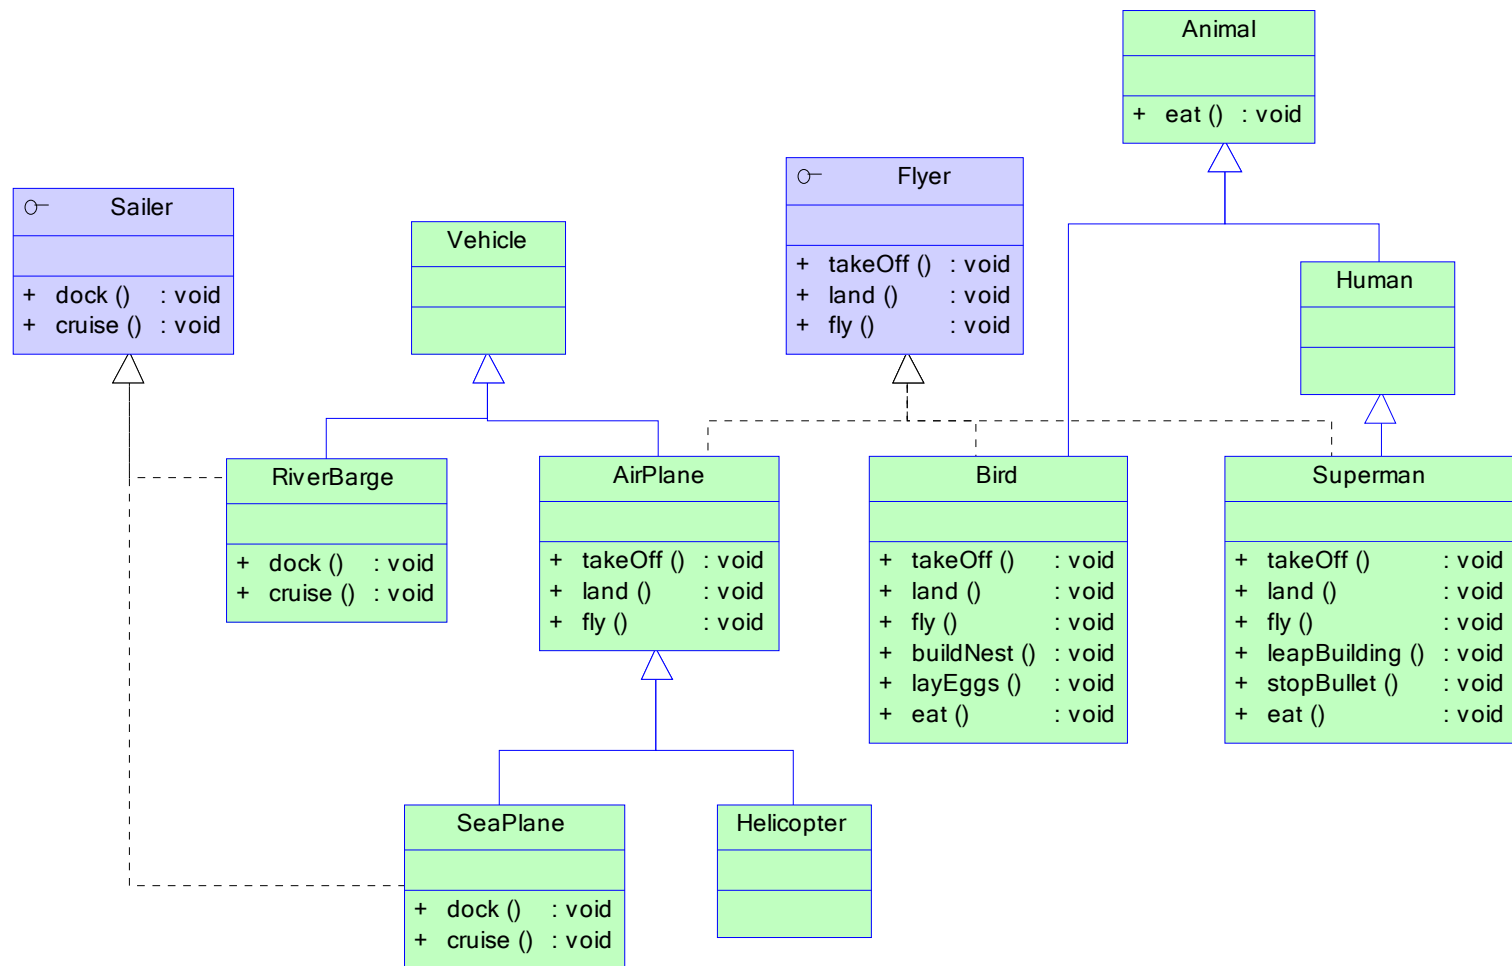 Animal
+ eat () : void
Sailer
+ dock () : void
+ cruise () : void
Vehicle
Flyer
+ takeOff () : void
+ land () : void
+ fly () : void
Human
RiverBarge
+ dock () : void
+ cruise () : void
AirPlane
+ takeOff () : void
+ land () : void
+ fly () : void
Bird
+ takeOff () : void
+ land () : void
+ fly () : void
+ buildNest () : void
+ layEggs () : void
+ eat () : void
Superman
+ takeOff () : void
+ land () : void
+ fly () : void
+ leapBuilding () : void
+ stopBullet () : void
+ eat () : void
SeaPlane
+ dock () : void
+ cruise () : void
Helicopter